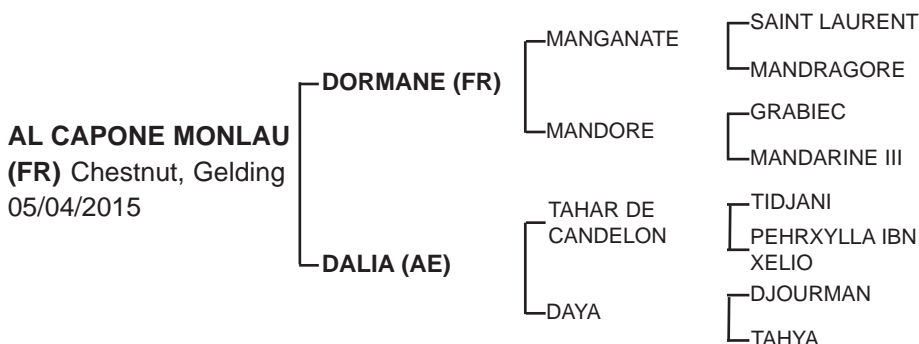 AL CAPONE MONLAU
(FR) Chestnut, Gelding
05/04/2015
DORMANE (FR)
DALIA (AE)
MANGANATE
MANDORE
TAHAR DE
CANDELON
DAYA
SAINT LAURENT
MANDRAGORE
GRABIEC
MANDARINE III
TIDJANI
PEHRXYLLA IBN
XELIO
DJOURMAN
TAHYA